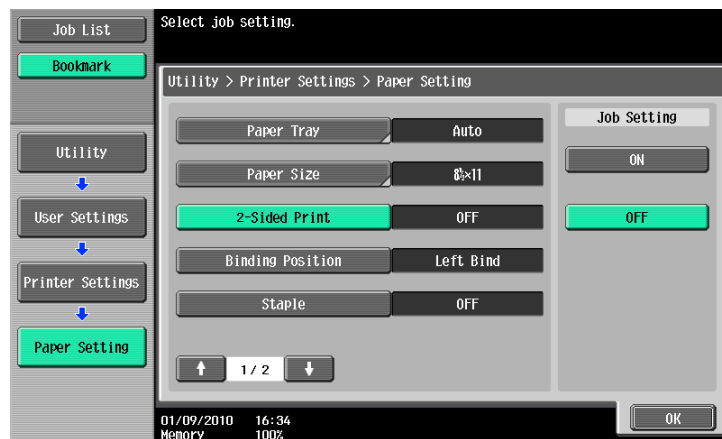 Job List
Bookmark
Utility
User Settings
Printer Settings
Paper Setting
Select job setting.
Utility > Printer Settings > Paper Setting
Paper Tray Auto
Paper Size 8½×11
2-Sided Print OFF
Binding Position Left Bind
Staple OFF
1/ 2
Job Setting
ON
OFF
01/09/2010 16:34
Memory 100%
OK